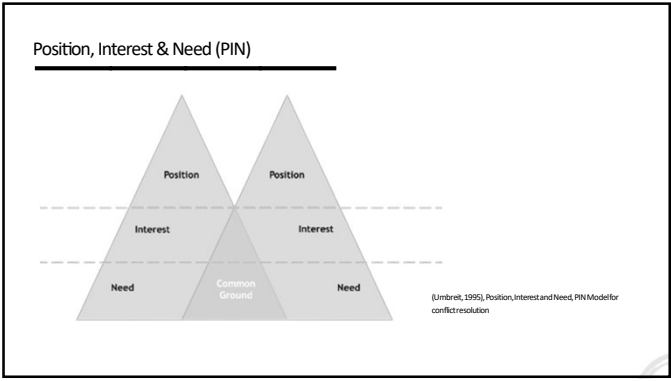 Position, Interest & Need (PIN)
Position Position
Interest Interest
Need Common Need
Ground
(Umbreit, 1995), Position, Interest and Need, PIN Model for
conflict resolution